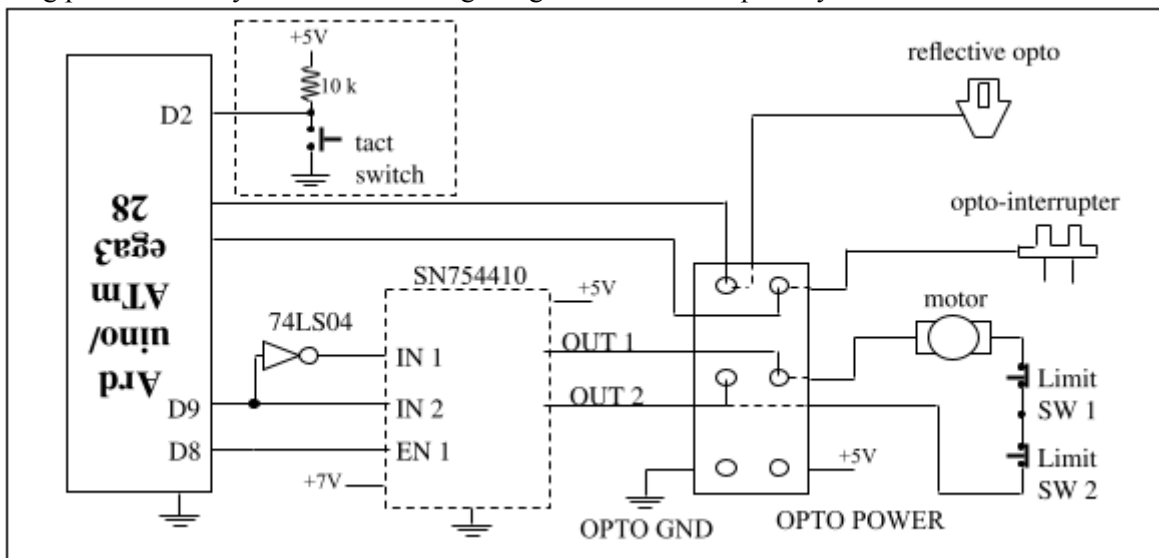 +5V
10 k
D2
tact
switch
reflective opto
opto-interrupter
Ard
uino/
ATm
ega3
28
SN754410
+5V
74LS04
motor
IN 1
OUT 1
Limit
SW 1
D9
IN 2
OUT 2
D8
EN 1
+7V
+5V
Limit
SW 2
OPTO GND
OPTO POWER